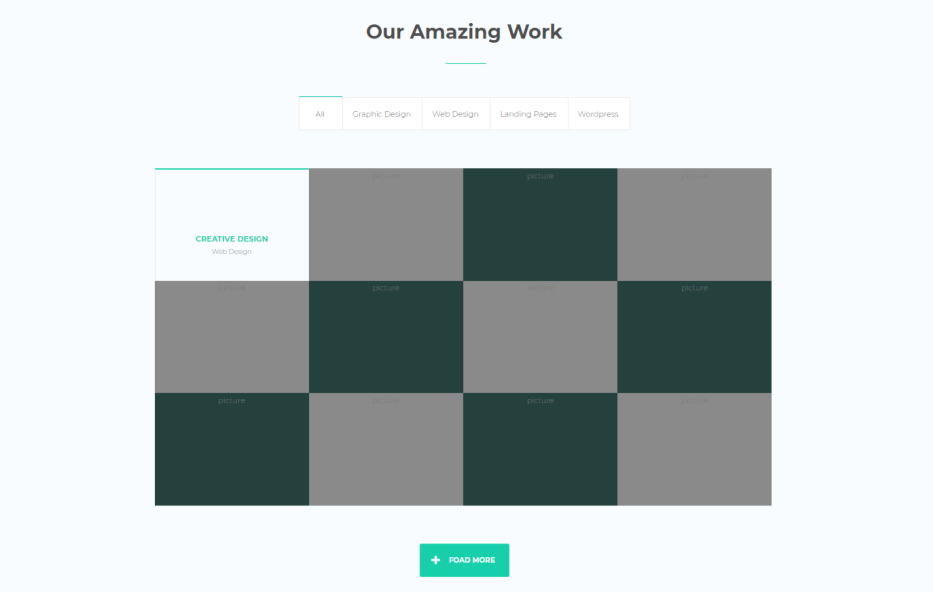 Our Amazing Work
All Graphic Design Web Design Landing Pages Wordpress
picture picture picture
CREATIVE DESIGN
Web Design
picture picture picture picture
picture picture picture picture
+ FOAD MORE